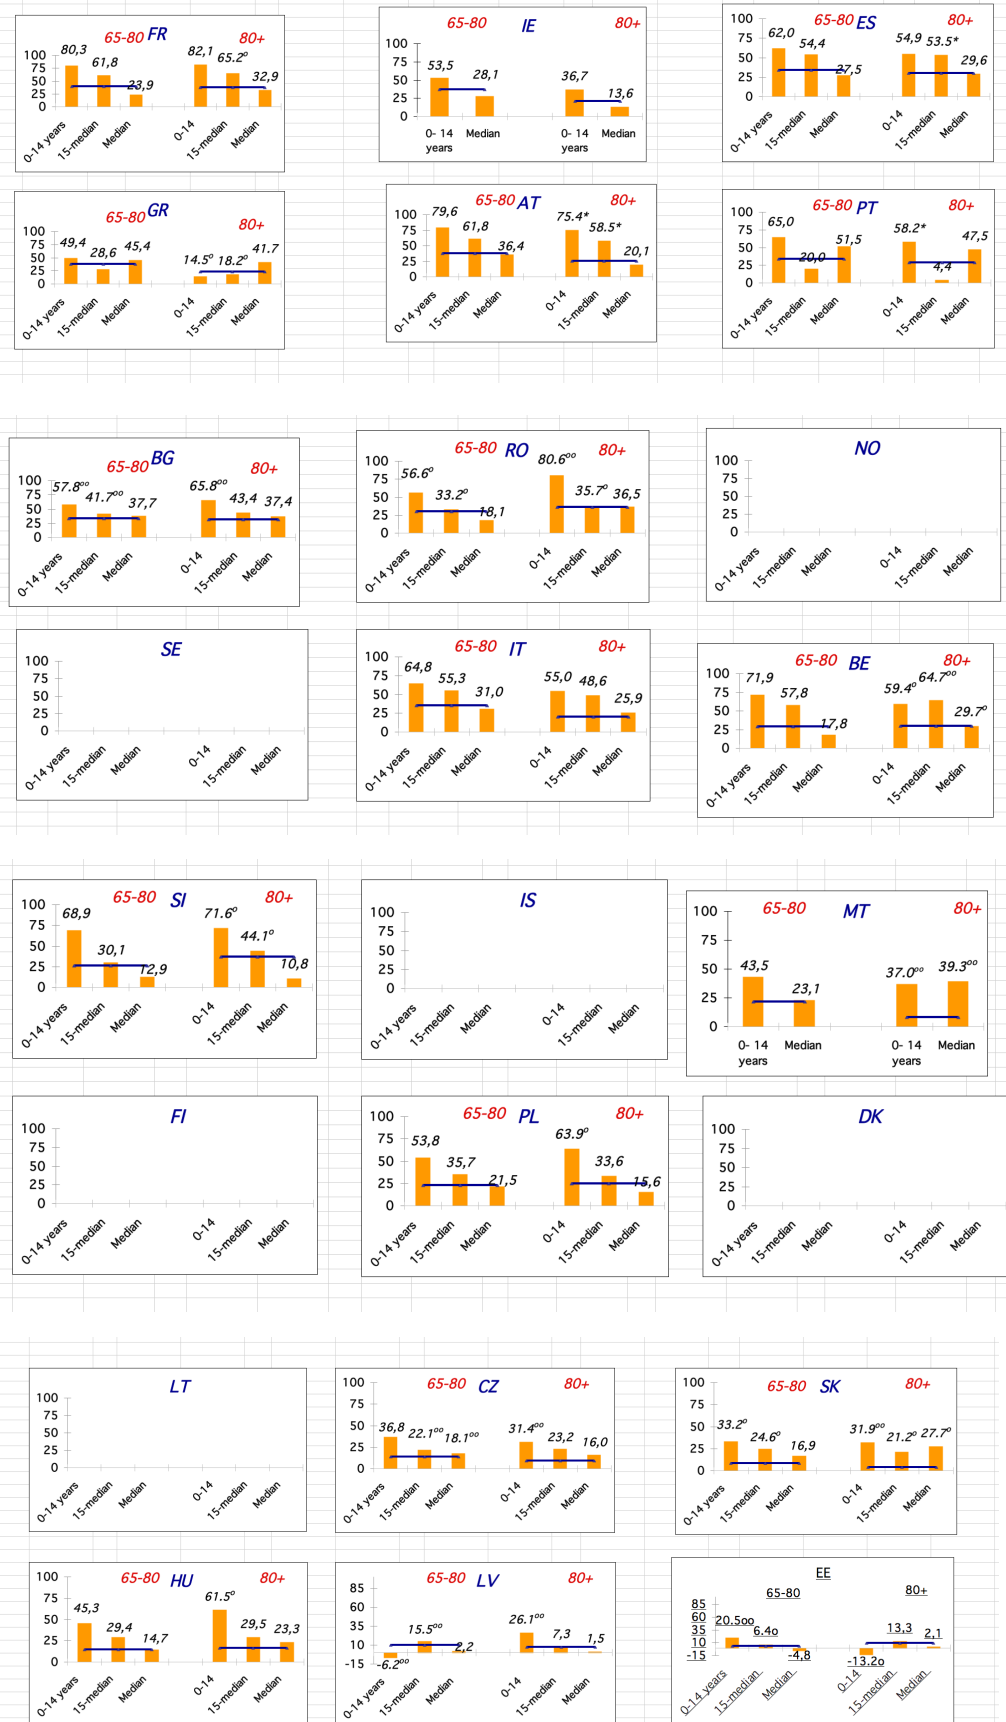 65-80 FR 80+
100
75
50
25
0
80,3 61,8 23,9 82,1 65.2º 32,9
0-14 years 15-median Median 0-14 15-median Median
65-80 IE 80+
100
75
50
25
0
53,5 28,1 36,7 13,6
0- 14 years Median 0- 14 years Median
65-80 ES 80+
100
75
50
25
0
62,0 54,4 27,5 54,9 53.5* 29,6
0-14 years 15-median Median 0-14 15-median Median
65-80 GR 80+
100
75
50
25
0
49,4 28,6 45,4 14.5º 18.2º 41.7
0-14 years 15-median Median 0-14 15-median Median
65-80 AT 80+
100
75
50
25
0
79,6 61,8 36,4 75.4* 58.5* 20,1
0-14 years 15-median Median 0-14 15-median Median
65-80 PT 80+
100
75
50
25
0
65,0 20,0 51,5 58.2* 4,4 47,5
0-14 years 15-median Median 0-14 15-median Median
65-80 BG 80+
100
75
50
25
0
57.8ºº 41.7ºº 37,7 65.8ºº 43,4 37,4
0-14 years 15-median Median 0-14 15-median Median
65-80 RO 80+
100
75
50
25
0
56.6º 33.2º 18,1 80.6ºº 35.7º 36,5
0-14 years 15-median Median 0-14 15-median Median
NO
100
75
50
25
0
0-14 years 15-median Median 0-14 15-median Median
SE
100
75
50
25
0
0-14 years 15-median Median 0-14 15-median Median
65-80 IT 80+
100
75
50
25
0
64,8 55,3 31,0 55,0 48,6 25,9
0-14 years 15-median Median 0-14 15-median Median
65-80 BE 80+
100
75
50
25
0
71,9 57,8 17,8 59.4º 64.7ºº 29.7º
0-14 years 15-median Median 0-14 15-median Median
65-80 SI 80+
100
75
50
25
0
68,9 30,1 12,9 71.6º 44.1º 10,8
0-14 years 15-median Median 0-14 15-median Median
IS
100
75
50
25
0
0-14 years 15-median Median 0-14 15-median Median
65-80 MT 80+
100
75
50
25
0
43,5 23,1 37.0ºº 39.3ºº
0- 14 years Median 0- 14 years Median
FI
100
75
50
25
0
0-14 years 15-median Median 0-14 15-median Median
65-80 PL 80+
100
75
50
25
0
53,8 35,7 21,5 63.9º 33,6 15,6
0-14 years 15-median Median 0-14 15-median Median
DK
100
75
50
25
0
0-14 years 15-median Median 0-14 15-median Median
LT
100
75
50
25
0
0-14 years 15-median Median 0-14 15-median Median
65-80 CZ 80+
100
75
50
25
0
36,8 22.1ºº 18.1ºº 31.4ºº 23,2 16,0
0-14 years 15-median Median 0-14 15-median Median
65-80 SK 80+
100
75
50
25
0
33.2º 24.6º 16,9 31.9ºº 21.2º 27.7º
0-14 years 15-median Median 0-14 15-median Median
65-80 HU 80+
100
75
50
25
0
45,3 29,4 14,7 61.5º 29,5 23,3
0-14 years 15-median Median 0-14 15-median Median
65-80 LV 80+
85
60
35
10
-15
-6.2ºº 15.5ºº 2,2 26.1ºº 7,3 1,5
0-14 years 15-median Median 0-14 15-median Median
EE
65-80 80+
85
60
35
10
-15
20.5oo 6.4o -4,8 -13.2o 13,3 2,1
0-14 years 15-median Median 0-14 15-median Median